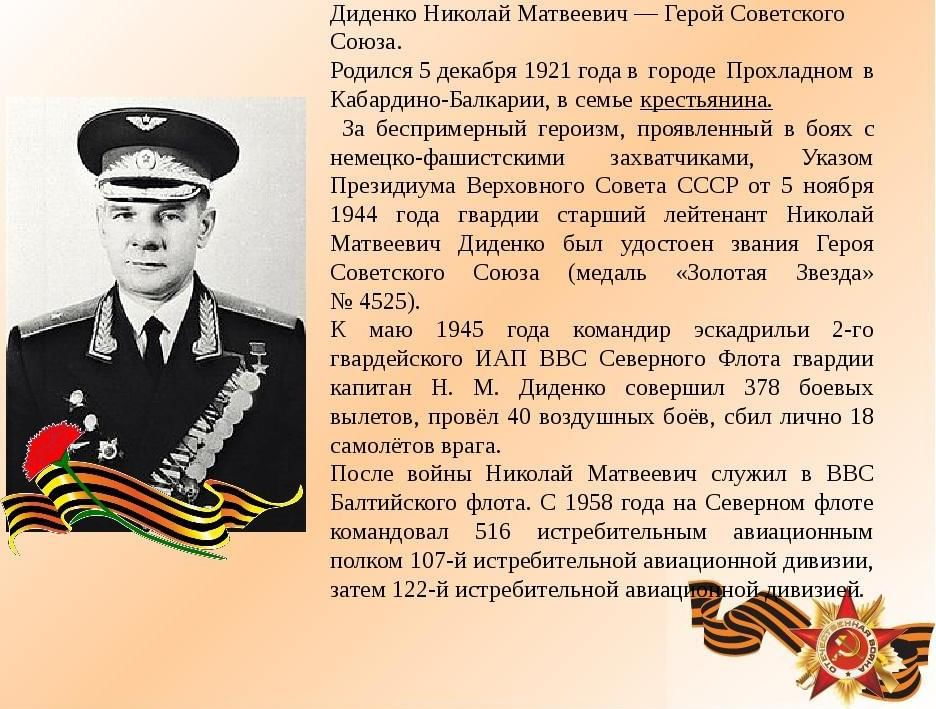 Диденко Николай Матвеевич — Герой Советского
Союза.
Родился 5 декабря 1921 года в городе Прохладном в
Кабардино-Балкарии, в семье крестьянина.
За беспримерный героизм, проявленный в боях с
немецко-фашистскими захватчиками, Указом
Президиума Верховного Совета СССР от 5 ноября
1944 года гвардии старший лейтенант Николай
Матвеевич Диденко был удостоен звания Героя
Советского Союза (медаль «Золотая Звезда»
№ 4525).
К маю 1945 года командир эскадрильи 2-го
гвардейского ИАП ВВС Северного Флота гвардии
капитан Н. М. Диденко совершил 378 боевых
вылетов, провёл 40 воздушных боёв, сбил лично 18
самолётов врага.
После войны Николай Матвеевич служил в ВВС
Балтийского флота. С 1958 года на Северном флоте
командовал 516 истребительным авиационным
полком 107-й истребительной авиационной дивизии,
затем 122-й истребительной авиационной дивизией.
ОТЕЧЕСТВЕННАЯ ВОЙНА